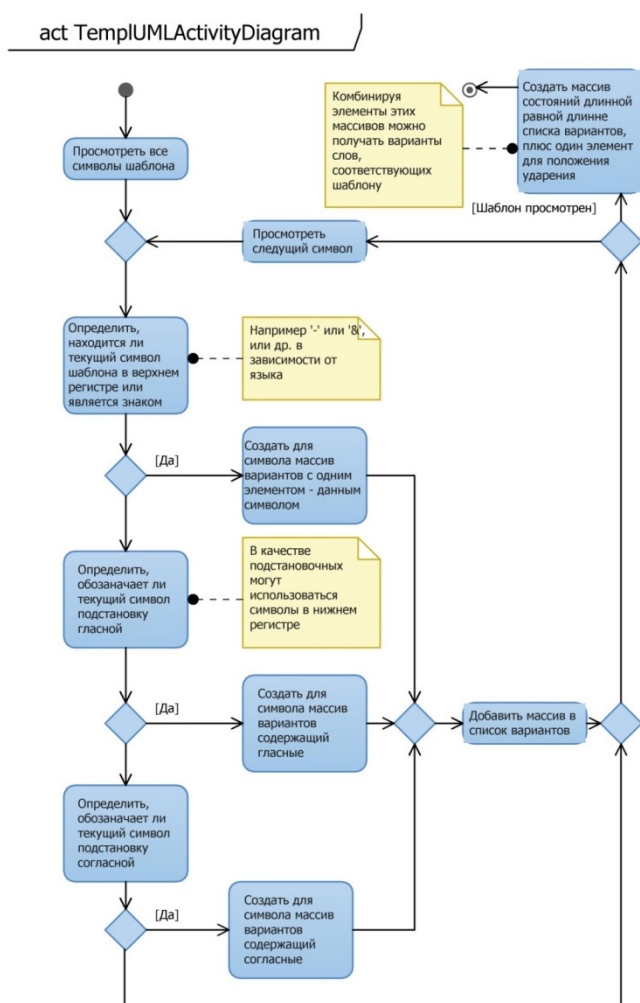 act TemplUMLActivityDiagram
Просмотреть все
символы шаблона
Комбинируя
элементы этих
массивов можно
получать варианты
слов,
соответствующих
шаблону
Создать массив
состояний длинной
равной длинне
списка вариантов,
плюс один элемент
для положения
ударения
[Шаблон просмотрен]
Просмотреть
следущий символ
Определить,
находится ли
текущий символ
шаблона в верхнем
регистре или
является знаком
Например '-' или '&',
или др. в
зависимости от
языка
[Да]
Создать для
символа массив
вариантов с одним
элементом - данным
символом
Определить,
обозаначает ли
текущий символ
подстановку
гласной
В качестве
подстановочных
могут
использоваться
символы в нижнем
регистре
[Да]
Создать для
символа массив
вариантов
содержащий
гласные
Добавить массив в
список вариантов
Определить,
обозаначает ли
текущий символ
подстановку
согласной
[Да]
Создать для
символа массив
вариантов
содержащий
согласные